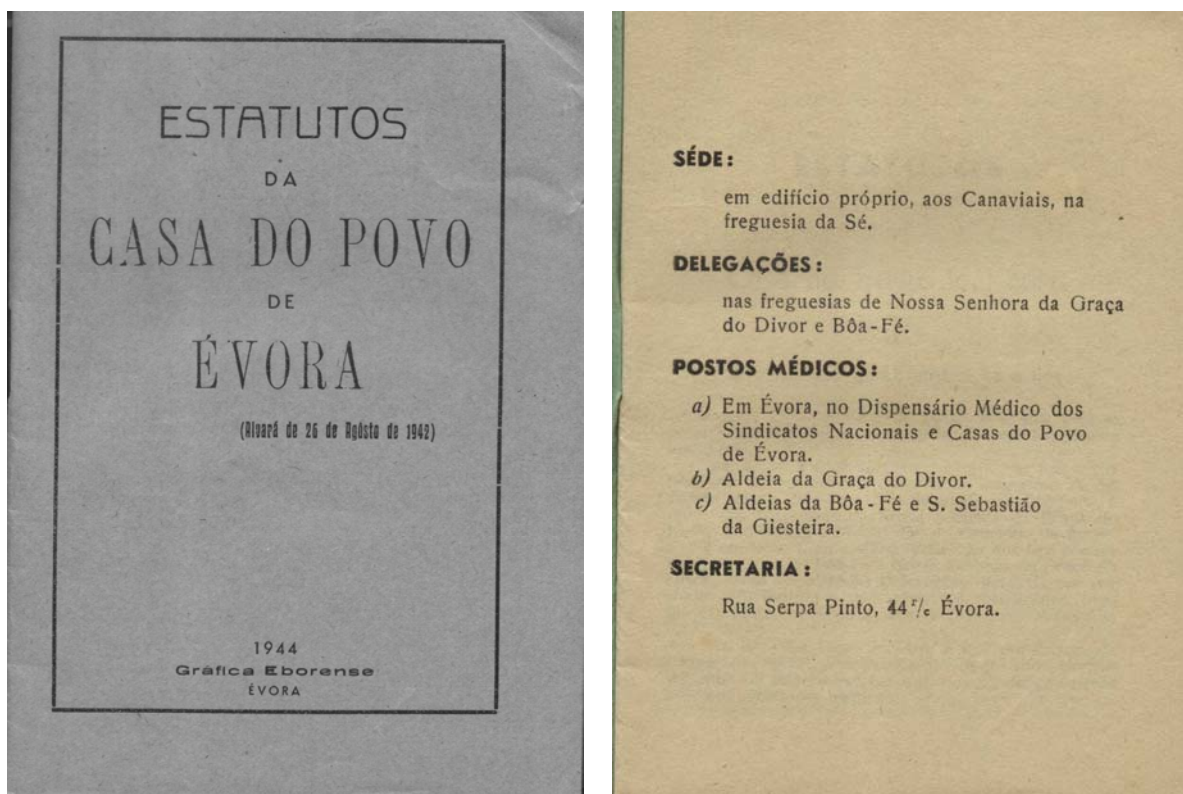 ESTATUTOS
DA
CASA DO POVO
DE
ÉVORA
(Alvará de 26 de Agôsto de 1942)
1944
Gráfica Eborense
ÉVORA
SÉDE:
em edifício próprio, aos Canaviais, na
freguesia da Sé.
DELEGAÇÕES:
nas freguesias de Nossa Senhora da Graça
do Divor e Bôa-Fé.
POSTOS MÉDICOS:
a) Em Évora, no Dispensário Médico dos
Sindicatos Nacionais e Casas do Povo
de Évora.
b) Aldeia da Graça do Divor.
c) Aldeias da Bôa-Fé e S. Sebastião
da Giesteira.
SECRETARIA:
Rua Serpa Pinto, 44 r/c Évora.